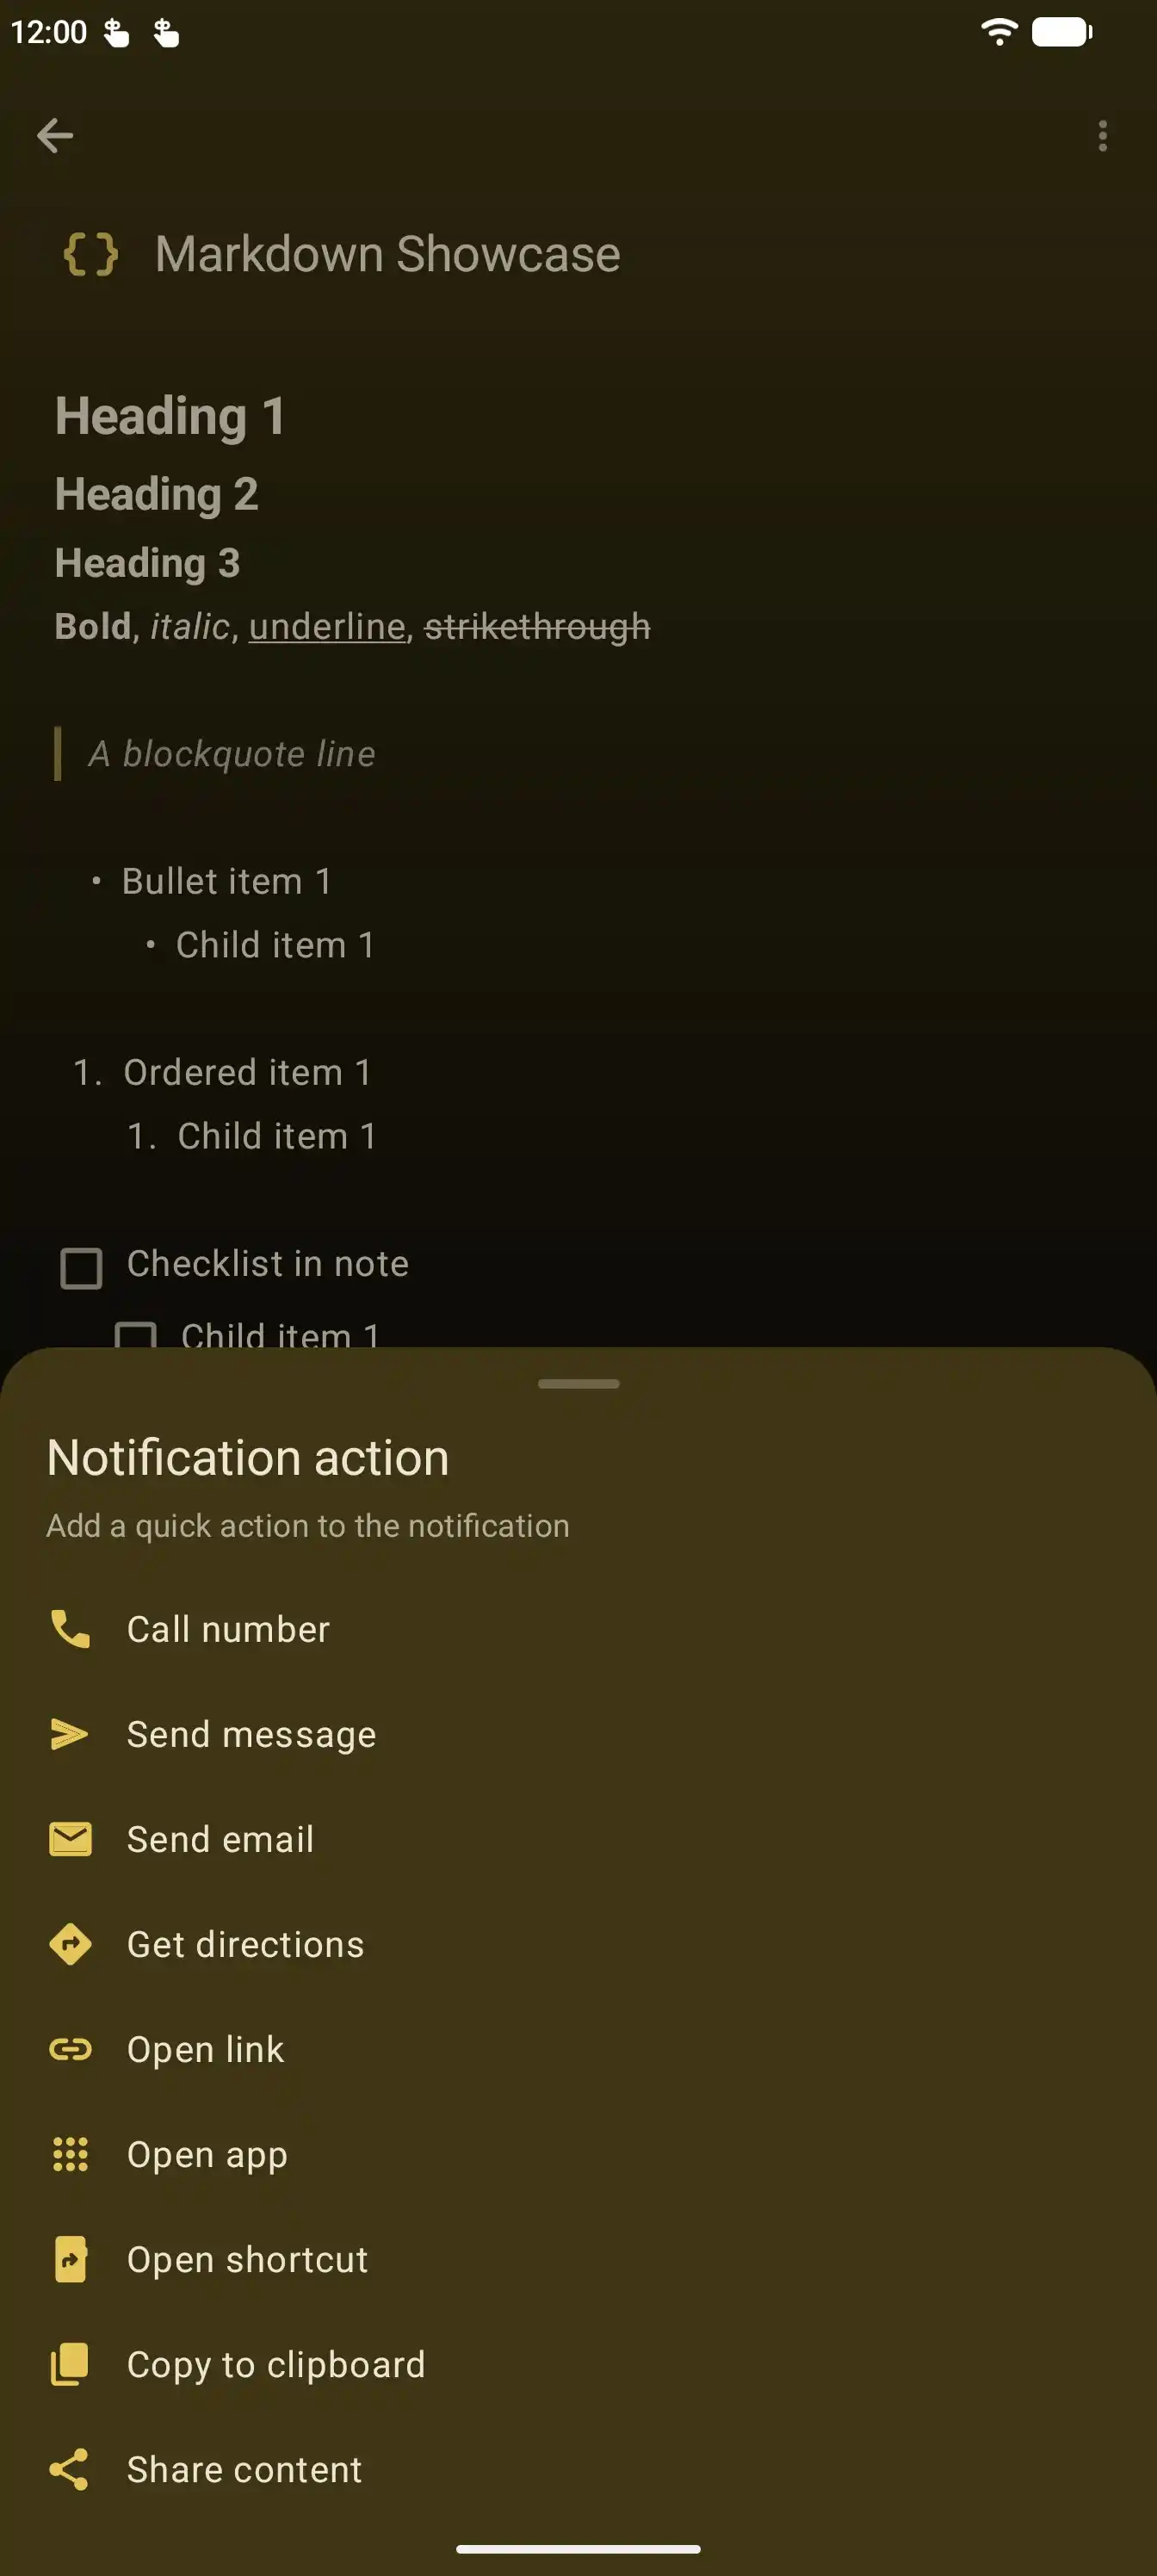 12:00
Markdown Showcase
Heading 1
Heading 2
Heading 3
Bold, italic, underline, strikethrough
A blockquote line
• Bullet item 1
• Child item 1
1. Ordered item 1
1. Child item 1
Checklist in note
Child item 1
Notification action
Add a quick action to the notification
Call number
Send message
Send email
Get directions
Open link
Open app
Open shortcut
Copy to clipboard
Share content